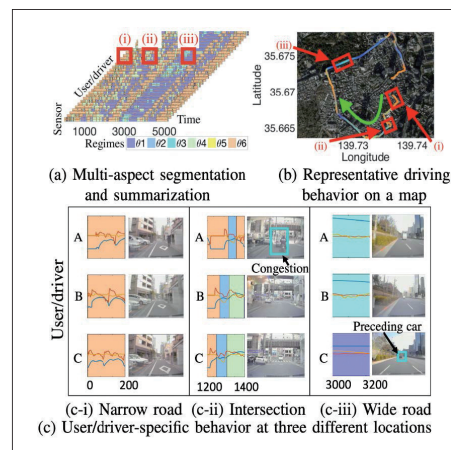 (i) (ii) (iii)
User/driver
Sensor
1000 3000 5000 Time
Regimes θ1 θ2 θ3 θ4 θ5 θ6
(a) Multi-aspect segmentation
and summarization
(iii)
35.675
35.67
35.665
Latitude
(ii)
(i)
139.73 139.74
Longitude
(b) Representative driving
behavior on a map
User/driver
A
B
C
0 200
(c-i) Narrow road
A
Congestion
B
C
1200 1400
(c-ii) Intersection
A
B
Preceding car
C
3000 3200
(c-iii) Wide road
(c) User/driver-specific behavior at three different locations